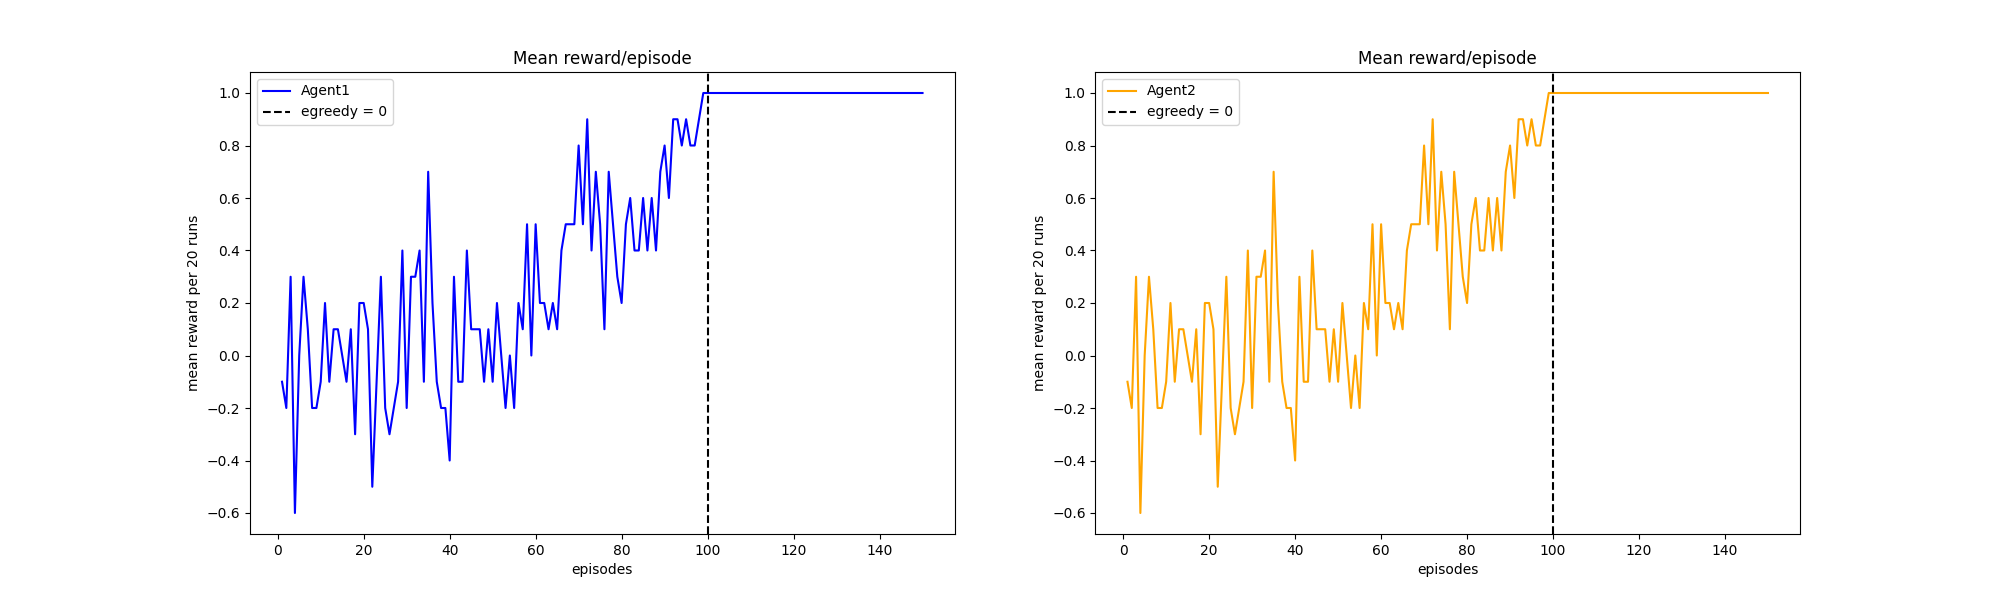 Mean reward/episode
Agent1
egreedy = 0
mean reward per 20 runs
1.0
0.8
0.6
0.4
0.2
0.0
−0.2
−0.4
−0.6
0 20 40 60 80 100 120 140
episodes
Mean reward/episode
Agent2
egreedy = 0
mean reward per 20 runs
1.0
0.8
0.6
0.4
0.2
0.0
−0.2
−0.4
−0.6
0 20 40 60 80 100 120 140
episodes